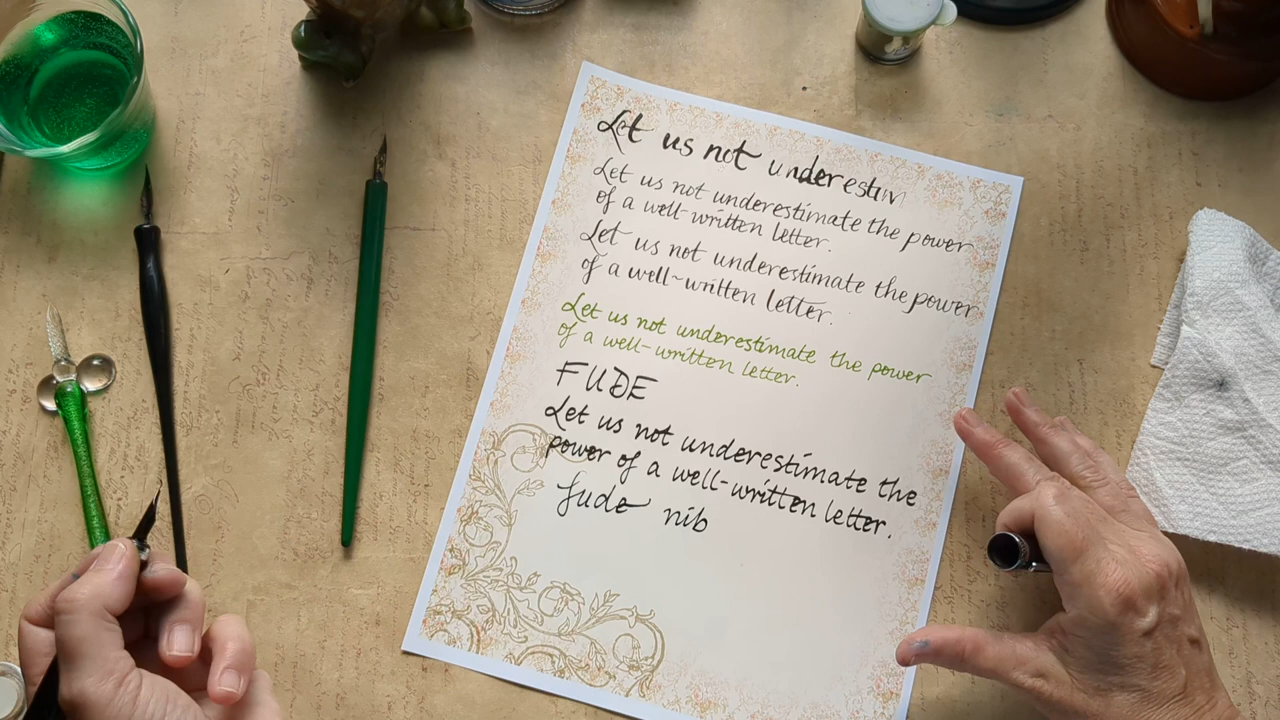 Let us not underestim
Let us not underestimate the power
of a well-written letter.
Let us not underestimate the power
of a well-written letter.
Let us not underestimate the power
of a well-written letter.
FUDE
Let us not underestimate the
power of a well-written letter.
fude nib